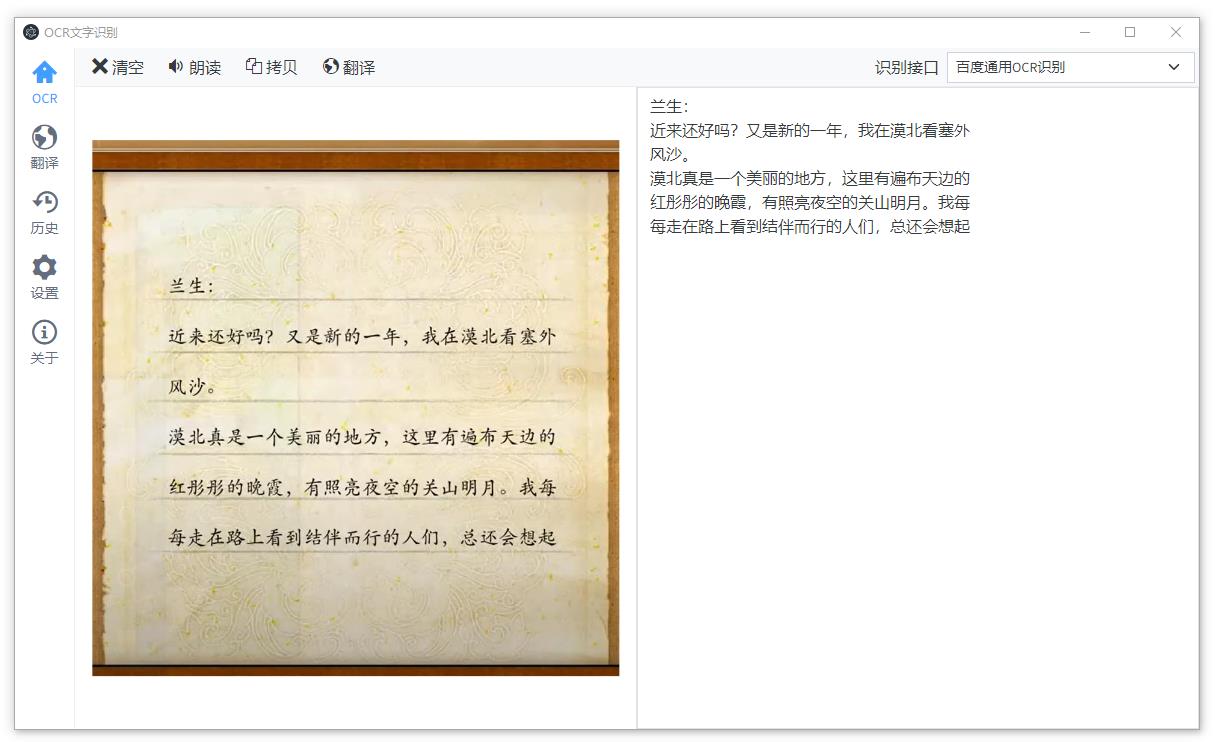 OCR文字识别
清空
朗读
拷贝
翻译
识别接口
百度通用OCR识别
OCR
翻译
历史
设置
关于
兰生：
近来还好吗？又是新的一年，我在漠北看塞外
风沙。
漠北真是一个美丽的地方，这里有遍布天边的
红彤彤的晚霞，有照亮夜空的关山明月。我每
每走在路上看到结伴而行的人们，总还会想起
兰生：
近来还好吗？又是新的一年，我在漠北看塞外
风沙。
漠北真是一个美丽的地方，这里有遍布天边的
红彤彤的晚霞，有照亮夜空的关山明月。我每
每走在路上看到结伴而行的人们，总还会想起